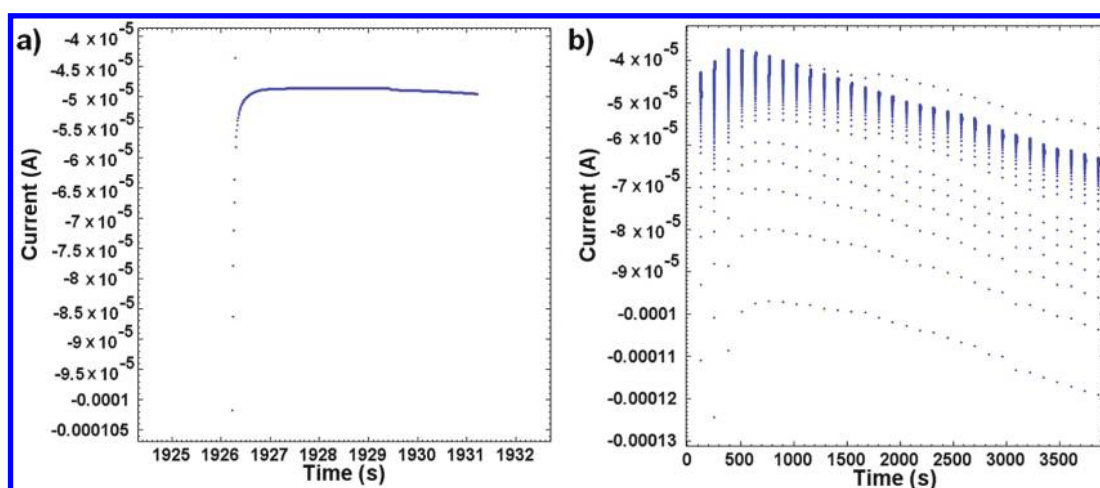 a)
-4 x 10-5
-4.5 x 10-5
-5 x 10-5
-5.5 x 10-5
-6 x 10-5
-6.5 x 10-5
-7 x 10-5
-7.5 x 10-5
-8 x 10-5
-8.5 x 10-5
-9 x 10-5
-9.5 x 10-5
-0.0001
-0.000105
Current (A)
1925 1926 1927 1928 1929 1930 1931 1932
Time (s)
b)
-4 x 10-5
-5 x 10-5
-6 x 10-5
-7 x 10-5
-8 x 10-5
-9 x 10-5
-0.0001
-0.00011
-0.00012
-0.00013
Current (A)
0 500 1000 1500 2000 2500 3000 3500
Time (s)